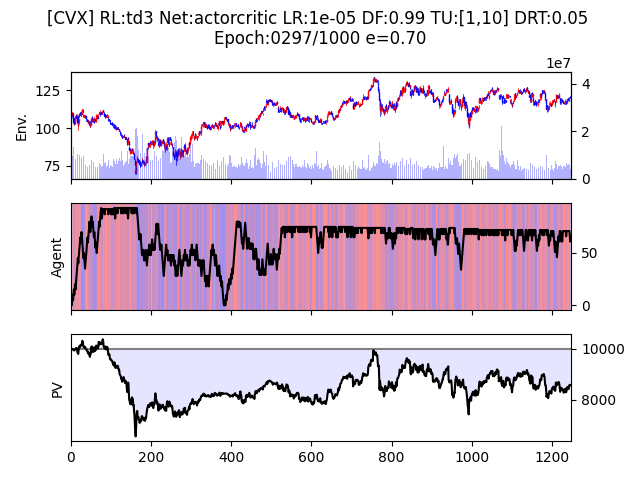 [CVX] RL:td3 Net:actorcritic LR:1e-05 DF:0.99 TU:[1,10] DRT:0.05
Epoch:0297/1000 e=0.70
1e7
125
100
75
Env.
4
2
0
Agent
50
0
PV
10000
8000
0
200
400
600
800
1000
1200